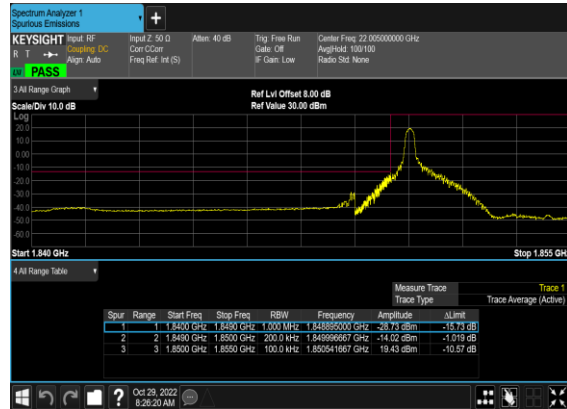 Spectrum Analyzer 1
Spurious Emissions
+
KEYSIGHT Input: RF Input Z: 50 Ω Atten: 40 dB Trig: Free Run Center Freq: 22.005000000 GHz
R T Coupling: DC Corr CCorr Gate: Off Avg|Hold: 100/100
Align: Auto Freq Ref: Int (S) IF Gain: Low Radio Std: None
LW PASS
3 All Range Graph
Ref Lvl Offset 8.00 dB
Scale/Div 10.0 dB Ref Value 30.00 dBm
Log
20.0
10.0
0.00
-10.0
-20.0
-30.0
-40.0
-50.0
-60.0
Start 1.840 GHz Stop 1.855 GHz
4 All Range Table
Measure Trace Trace 1
Trace Type Trace Average (Active)
Spur Range Start Freq Stop Freq RBW Frequency Amplitude ΔLimit
1 1 1.8400 GHz 1.8490 GHz 1.000 MHz 1.848895000 GHz -28.73 dBm -15.73 dB
2 2 1.8490 GHz 1.8500 GHz 200.0 kHz 1.849996667 GHz -14.02 dBm -1.019 dB
3 3 1.8500 GHz 1.8550 GHz 100.0 kHz 1.850541667 GHz 19.43 dBm -10.57 dB
? Oct 29, 2022
8:26:20 AM